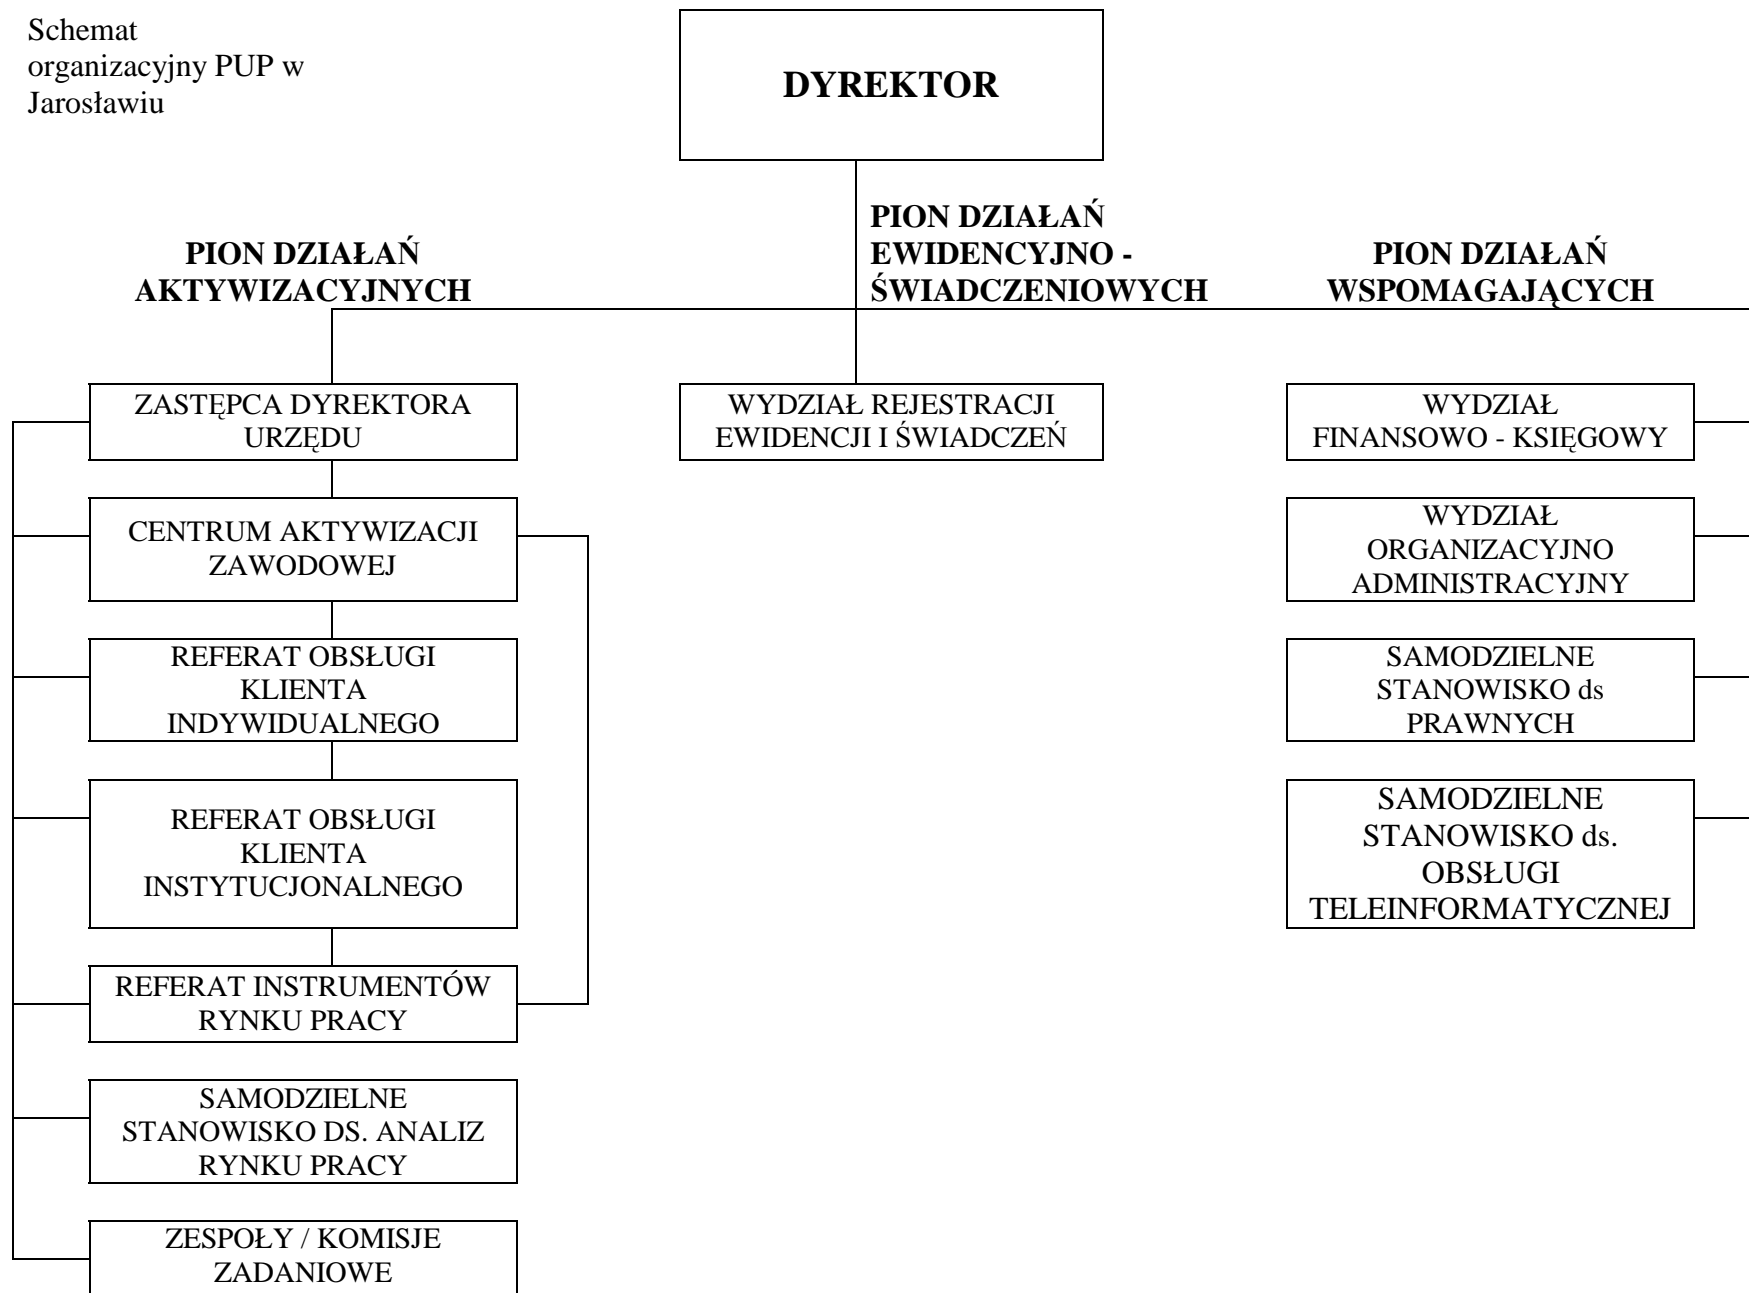 Schemat
organizacyjny PUP w
Jarosławiu
DYREKTOR
PION DZIAŁAŃ
AKTYWIZACYJNYCH
PION DZIAŁAŃ
EWIDENCYJNO -
ŚWIADCZENIOWYCH
PION DZIAŁAŃ
WSPOMAGAJĄCYCH
ZASTĘPCA DYREKTORA
URZĘDU
CENTRUM AKTYWIZACJI
ZAWODOWEJ
REFERAT OBSŁUGI
KLIENTA
INDYWIDUALNEGO
REFERAT OBSŁUGI
KLIENTA
INSTYTUCJONALNEGO
REFERAT INSTRUMENTÓW
RYNKU PRACY
SAMODZIELNE
STANOWISKO DS. ANALIZ
RYNKU PRACY
ZESPOŁY / KOMISJE
ZADANIOWE
WYDZIAŁ REJESTRACJI
EWIDENCJI I ŚWIADCZEŃ
WYDZIAŁ
FINANSOWO - KSIĘGOWY
WYDZIAŁ
ORGANIZACYJNO
ADMINISTRACYJNY
SAMODZIELNE
STANOWISKO ds
PRAWNYCH
SAMODZIELNE
STANOWISKO ds.
OBSŁUGI
TELEINFORMATYCZNEJ